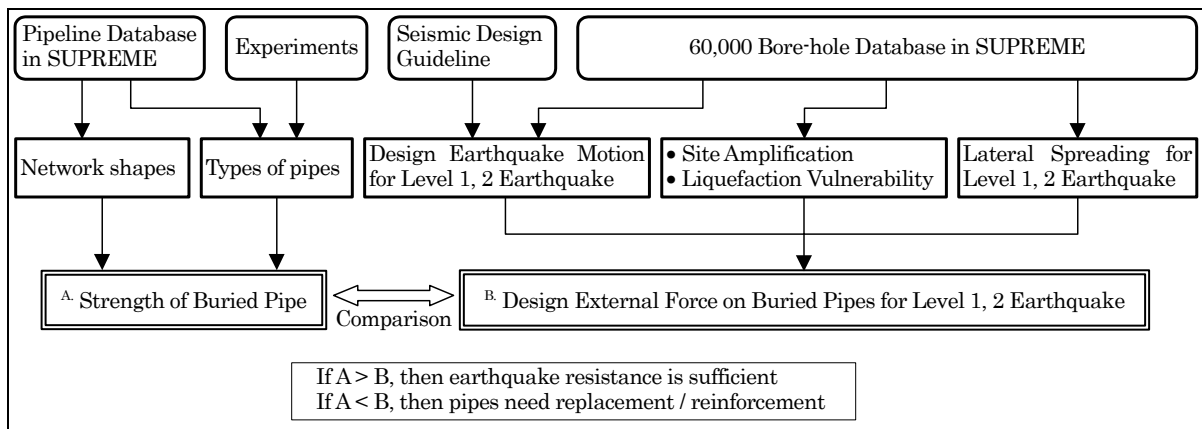 Pipeline Database
in SUPREME
Experiments
Seismic Design
Guideline
60,000 Bore-hole Database in SUPREME
Network shapes
Types of pipes
Design Earthquake Motion
for Level 1, 2 Earthquake
• Site Amplification
• Liquefaction Vulnerability
Lateral Spreading for
Level 1, 2 Earthquake
A. Strength of Buried Pipe
Comparison
B. Design External Force on Buried Pipes for Level 1, 2 Earthquake
If A > B, then earthquake resistance is sufficient
If A < B, then pipes need replacement / reinforcement